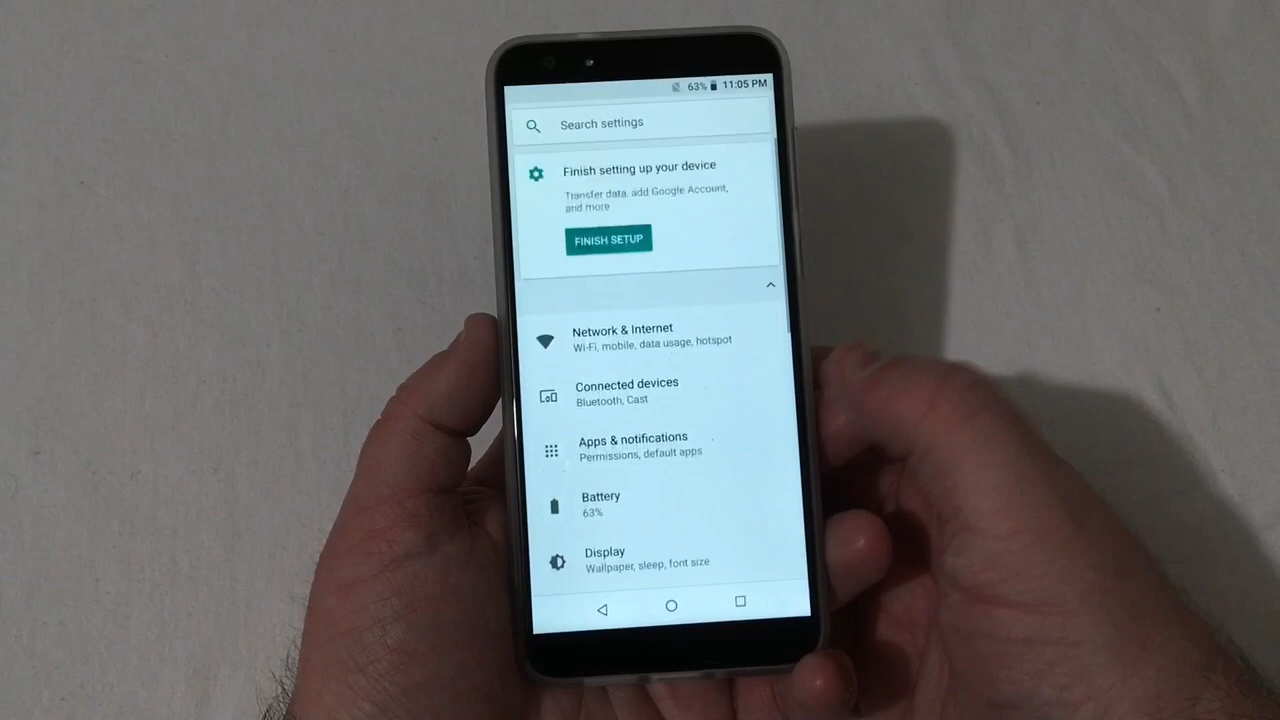 63% 11:05 PM
Search settings
Finish setting up your device
Transfer data, add Google Account,
and more
FINISH SETUP
Network & Internet
Wi-Fi, mobile, data usage, hotspot
Connected devices
Bluetooth, Cast
Apps & notifications
Permissions, default apps
Battery
63%
Display
Wallpaper, sleep, font size